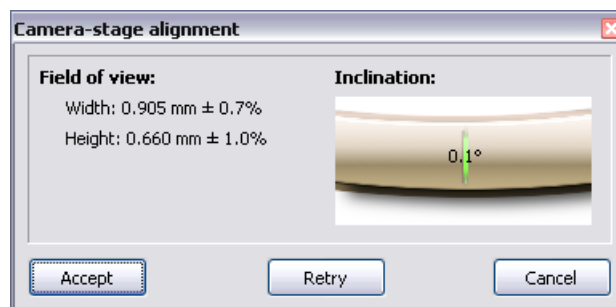 Camera-stage alignment
Field of view:
Width: 0.905 mm ± 0.7%
Height: 0.660 mm ± 1.0%
Inclination:
0.1°
Accept
Retry
Cancel